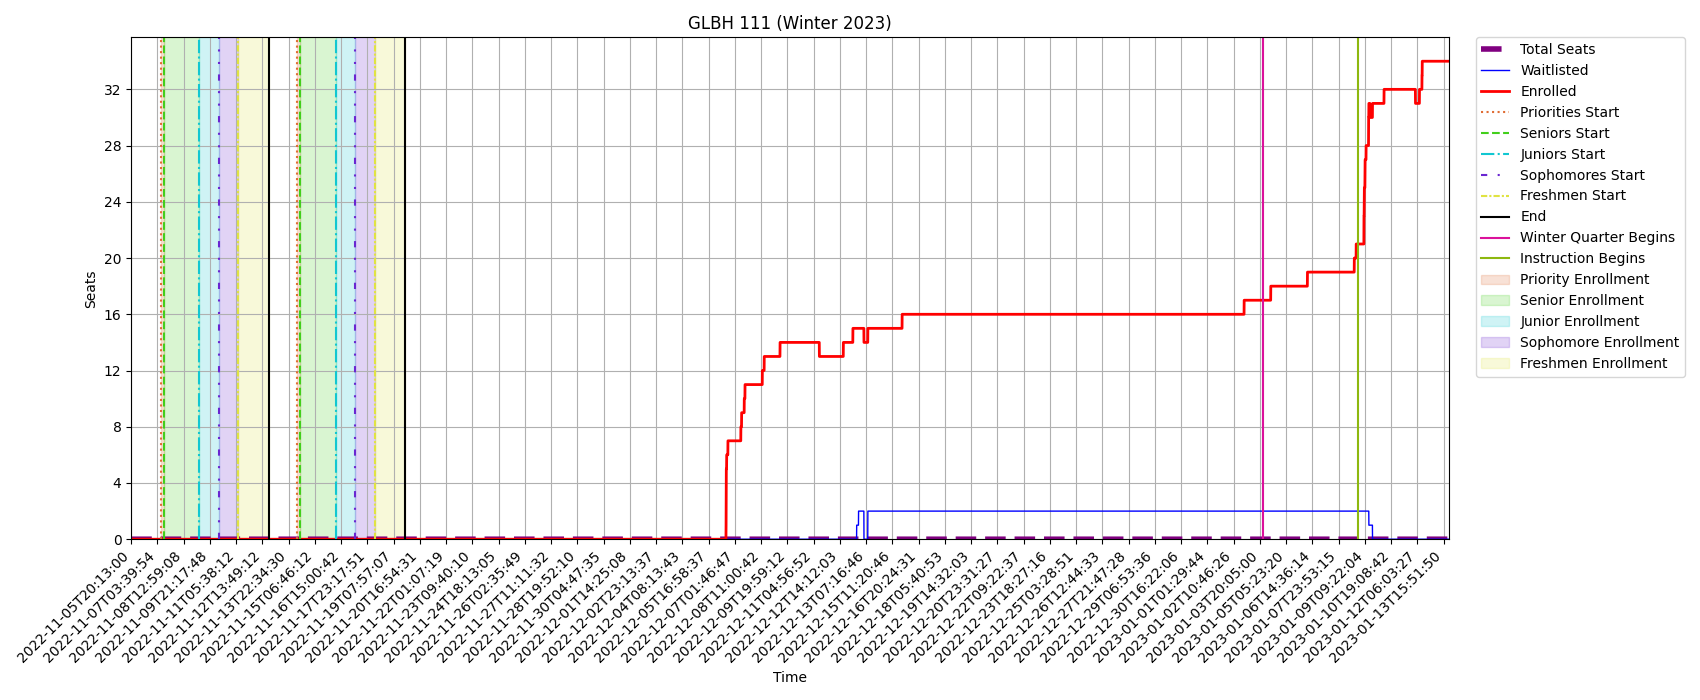 GLBH 111 (Winter 2023)
Seats
32
28
24
20
16
12
8
4
0
2022-11-05T20:13:00
2022-11-07T03:39:54
2022-11-08T12:59:08
2022-11-09T21:17:48
2022-11-11T05:38:12
2022-11-12T13:49:12
2022-11-13T22:34:30
2022-11-15T06:46:12
2022-11-16T15:00:42
2022-11-17T23:17:51
2022-11-19T07:57:07
2022-11-20T16:54:31
2022-11-22T01:07:19
2022-11-23T09:40:10
2022-11-24T18:13:05
2022-11-26T02:35:49
2022-11-27T11:11:32
2022-11-28T19:52:10
2022-11-30T04:47:35
2022-12-01T14:25:08
2022-12-02T23:13:37
2022-12-04T08:13:43
2022-12-05T16:58:37
2022-12-07T01:46:47
2022-12-08T11:00:42
2022-12-09T19:59:12
2022-12-11T04:56:52
2022-12-12T14:12:03
2022-12-13T07:16:46
2022-12-15T11:20:46
2022-12-16T20:24:31
2022-12-18T05:40:53
2022-12-19T14:32:03
2022-12-20T23:31:27
2022-12-22T09:22:37
2022-12-23T18:27:16
2022-12-25T03:28:51
2022-12-26T12:44:33
2022-12-27T21:47:28
2022-12-29T06:53:36
2022-12-30T16:22:06
2023-01-01T01:29:44
2023-01-02T10:46:26
2023-01-03T20:05:00
2023-01-05T05:23:20
2023-01-06T14:36:14
2023-01-07T23:53:15
2023-01-09T09:22:04
2023-01-10T19:08:42
2023-01-12T06:03:27
2023-01-13T15:51:50
Time
Total Seats
Waitlisted
Enrolled
Priorities Start
Seniors Start
Juniors Start
Sophomores Start
Freshmen Start
End
Winter Quarter Begins
Instruction Begins
Priority Enrollment
Senior Enrollment
Junior Enrollment
Sophomore Enrollment
Freshmen Enrollment